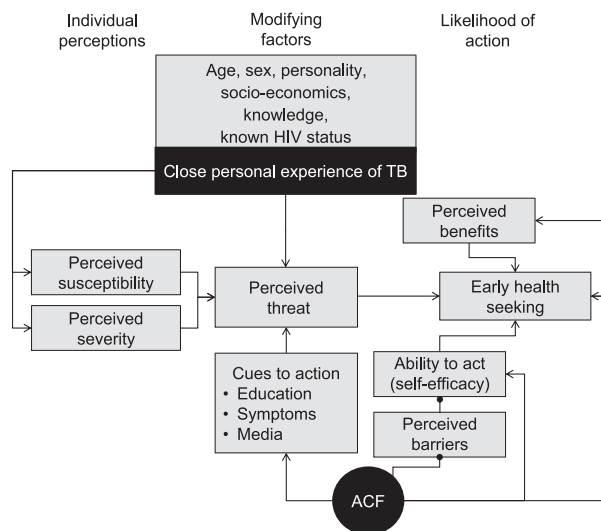 Individual
perceptions
Modifying
factors
Likelihood of
action
Age, sex, personality,
socio-economics,
knowledge,
known HIV status
Close personal experience of TB
Perceived
benefits
Perceived
susceptibility
Perceived
severity
Perceived
threat
Early health
seeking
Cues to action
• Education
• Symptoms
• Media
Ability to act
(self-efficacy)
Perceived
barriers
ACF